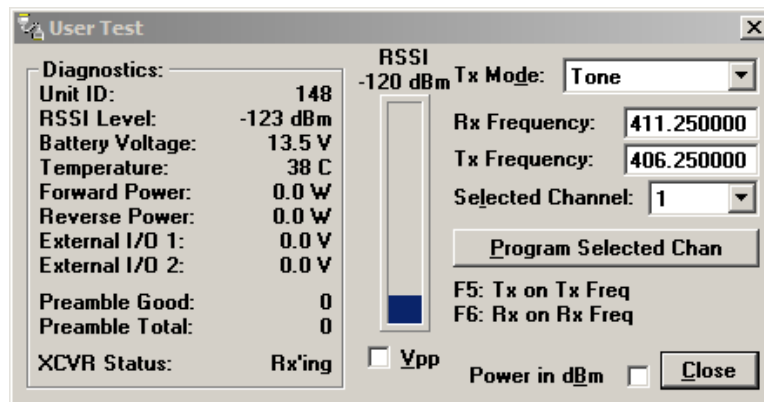 User Test
Diagnostics:
Unit ID: 148
RSSI Level: -123 dBm
Battery Voltage: 13.5 V
Temperature: 38 C
Forward Power: 0.0 W
Reverse Power: 0.0 W
External I/O 1: 0.0 V
External I/O 2: 0.0 V
Preamble Good: 0
Preamble Total: 0
XCVR Status: Rx'ing
RSSI
-120 dBm
Vpp
Tx Mode: Tone
Rx Frequency: 411.250000
Tx Frequency: 406.250000
Selected Channel: 1
Program Selected Chan
F5: Tx on Tx Freq
F6: Rx on Rx Freq
Power in dBm
Close